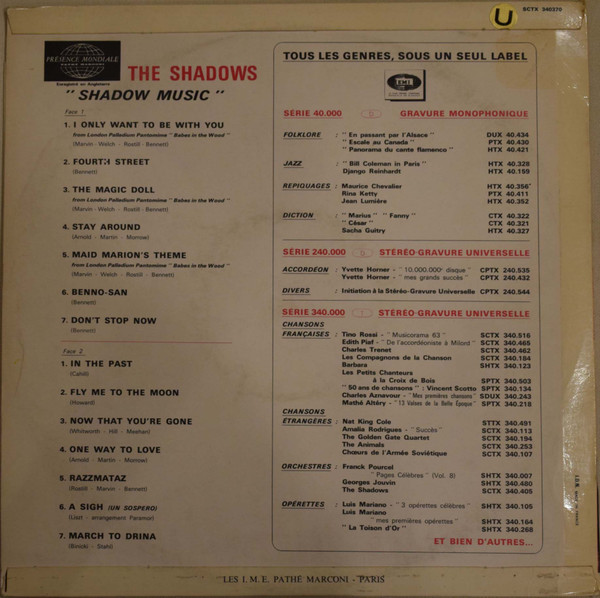 SCTX 340375
U
PRÉSENCE MONDIALE
PATHÉ MARCONI
Enregistré en Angleterre
THE SHADOWS
" SHADOW MUSIC "
Face 1
1. I ONLY WANT TO BE WITH YOU
from London Palladium Pantomime " Babes in the Wood "
(Marvin - Welch - Rostill - Bennett)
2. FOURTH STREET
(Bennett)
3. THE MAGIC DOLL
from London Palladium Pantomime " Babes in the Wood "
(Marvin - Welch - Rostill - Bennett)
4. STAY AROUND
(Arnold - Martin - Morrow)
5. MAID MARION'S THEME
from London Palladium Pantomime " Babes in the Wood "
(Marvin - Welch - Rostill - Bennett)
6. BENNO-SAN
(Bennett)
7. DON'T STOP NOW
(Bennett)
Face 2
1. IN THE PAST
(Cahill)
2. FLY ME TO THE MOON
(Howard)
3. NOW THAT YOU'RE GONE
(Whitworth - Hill - Meehan)
4. ONE WAY TO LOVE
(Arnold - Martin - Morrow)
5. RAZZMATAZ
(Rostill - Marvin - Bennett)
6. A SIGH (UN SOSPERO)
(Liszt - arrangement Paramor)
7. MARCH TO DRINA
(Binicki - Stahl)
TOUS LES GENRES, SOUS UN SEUL LABEL
EMI
SÉRIE 40.000 U GRAVURE MONOPHONIQUE
FOLKLORE : " En passant par l'Alsace " DUX 40.434
" Escale au Canada " PTX 40.430
" Panorama du cante flamenco " HTX 40.421
JAZZ : " Bill Coleman in Paris " HTX 40.328
Django Reinhardt HTX 40.159
REPIQUAGES : Maurice Chevalier HTX 40.356
Rina Ketty PTX 40.411
Jean Lumière HTX 40.352
DICTION : " Marius " " Fanny " CTX 40.322
" César " CTX 40.321
Sacha Guitry HTX 40.327
SÉRIE 240.000 STÉRÉO-GRAVURE UNIVERSELLE
ACCORDÉON : Yvette Horner - " 10.000.000e disque " CPTX 240.535
Yvette Horner - " mes grands succès " CPTX 240.432
DIVERS : Initiation à la Stéréo-Gravure Universelle CPTX 240.544
SÉRIE 340.000 T STÉRÉO-GRAVURE UNIVERSELLE
CHANSONS
FRANÇAISES : Tino Rossi - " Musicorama 63 " SCTX 340.516
Edith Piaf - " De l'accordéoniste à Milord " SCTX 340.465
Charles Trenet SCTX 340.462
Les Compagnons de la Chanson SCTX 340.184
Barbara SHTX 340.123
Les Petits Chanteurs
à la Croix de Bois SPTX 340.503
" 50 ans de chansons " : Vincent Scotto SPTX 340.134
Charles Aznavour - " Mes premières chansons " SDUX 340.243
Mathé Altéry - " 13 Valses de la Belle Époque " SPTX 340.218
CHANSONS
ÉTRANGÈRES : Nat King Cole STTX 340.491
Amalia Rodrigues - " Succès " SCTX 340.113
The Golden Gate Quartet SCTX 340.194
The Animals SCTX 340.253
Chœurs de l'Armée Soviétique SCTX 340.107
ORCHESTRES : Franck Pourcel
" Pages Célèbres " (Vol. 8) SHTX 340.007
Georges Jouvin SHTX 340.460
The Shadows SCTX 340.405
OPÉRETTES : Luis Mariano - " 3 opérettes célèbres " SHTX 340.105
Luis Mariano
" mes premières opérettes " SHTX 340.164
" La Toison d'Or " SHTX 340.268
ET BIEN D'AUTRES...
LES I. M. E. PATHÉ MARCONI - PARIS